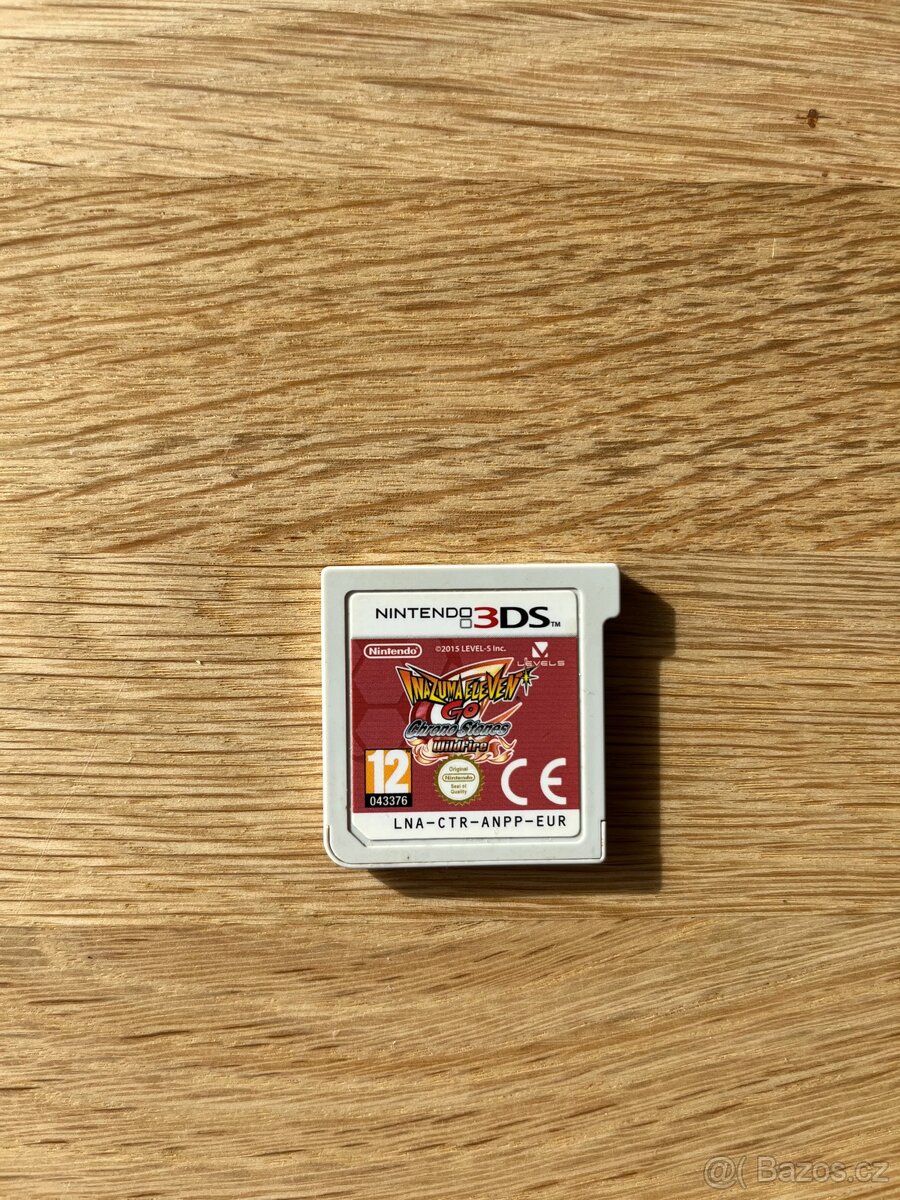 NINTENDO 3DS™
Nintendo
©2015 LEVEL-5 Inc.
LEVEL5
INAZUMA ELEVEN
GO
Chrono Stones
Wildfire
12
043376
Original
Nintendo
Seal of
Quality
CE
LNA-CTR-ANPP-EUR
@( Bazos.cz